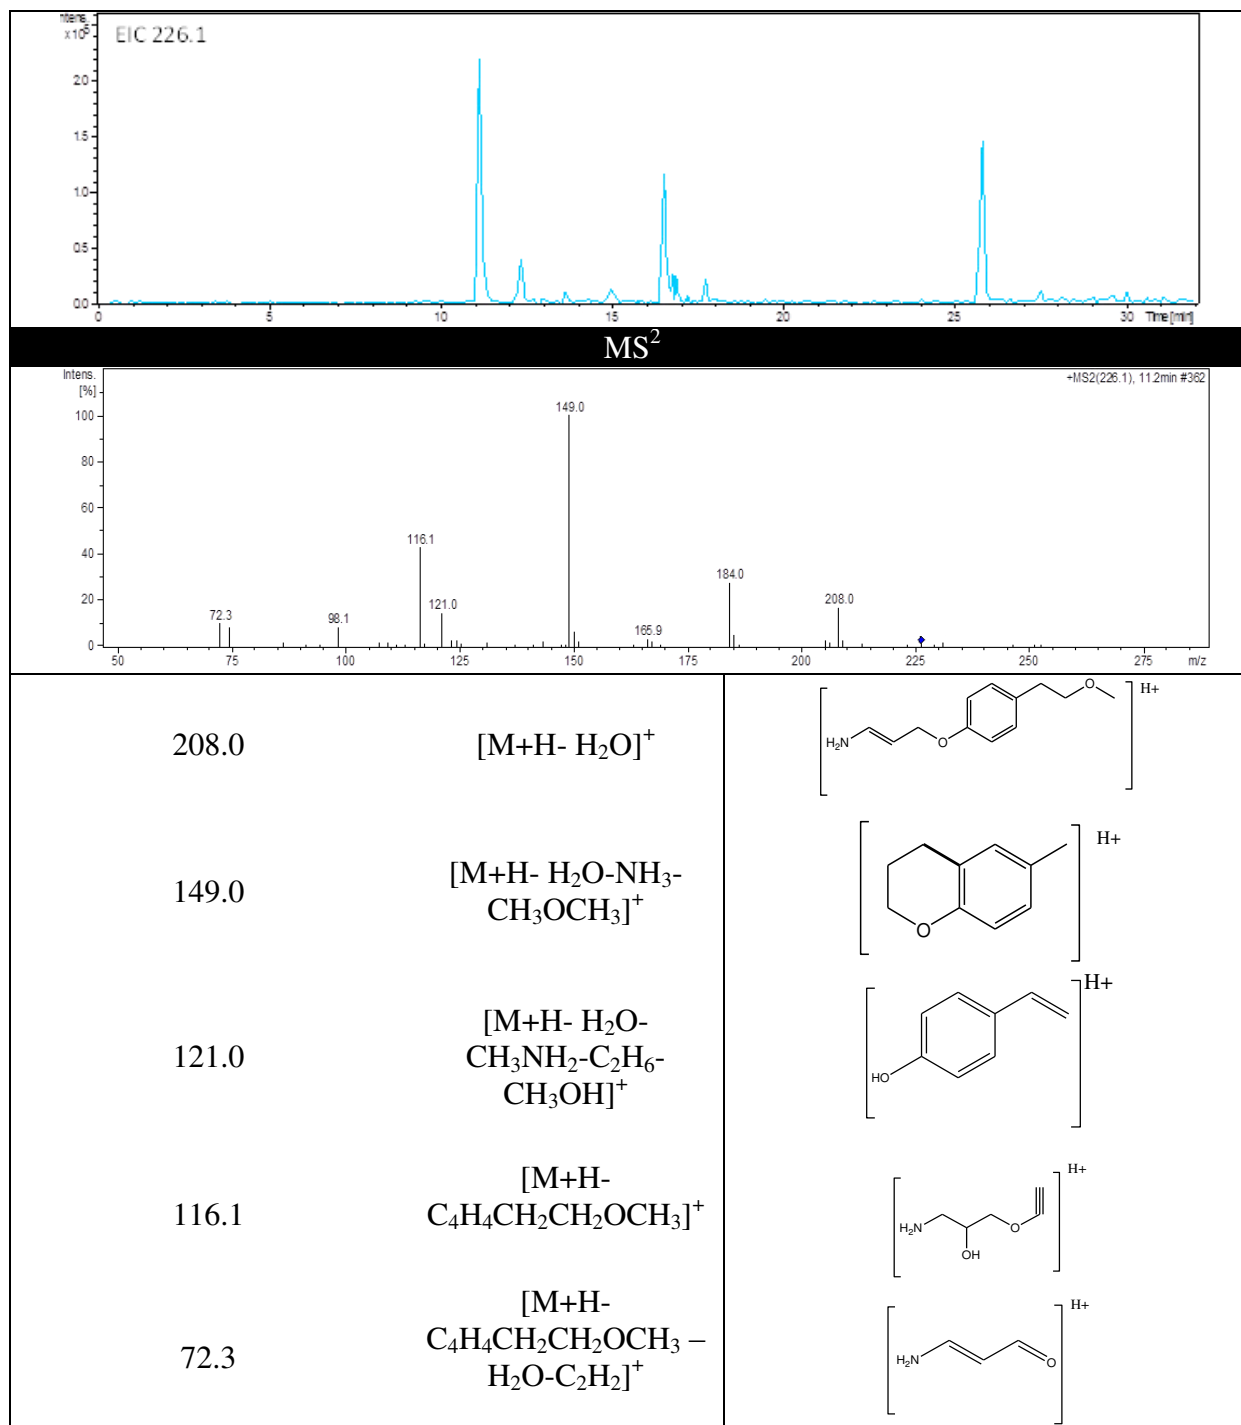 Intens.
x10⁵
EIC 226.1
2.0
1.5
1.0
0.5
0.0
0 5 10 15 20 25 30 Time [min]
MS²
Intens.
[%]
+MS2(226.1), 11.2min #362
100
80
60
40
20
0
149.0
116.1
184.0
208.0
121.0
72.3
98.1
165.9
50 75 100 125 150 175 200 225 250 275 m/z
208.0
[M+H- H₂O]⁺
H₂N
O
O
H+
149.0
[M+H- H₂O-NH₃-
CH₃OCH₃]⁺
O
H+
121.0
[M+H- H₂O-
CH₃NH₂-C₂H₆-
CH₃OH]⁺
HO
H+
116.1
[M+H-
C₄H₄CH₂CH₂OCH₃]⁺
H₂N
OH
O
H+
72.3
[M+H-
C₄H₄CH₂CH₂OCH₃ –
H₂O-C₂H₂]⁺
H₂N
O
H+